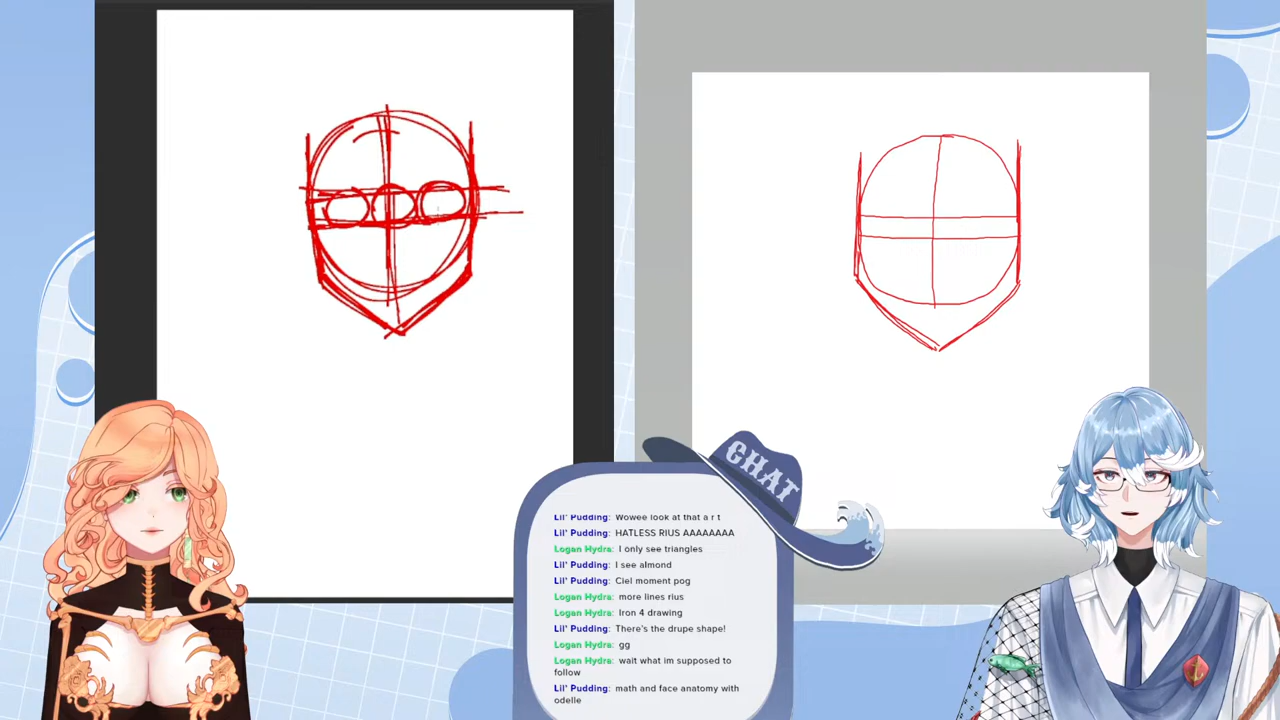 CHAT
Lil' Pudding: Wowee look at that a r t
Lil' Pudding: HATLESS RIUS AAAAAAAA
Logan Hydra: I only see triangles
Lil' Pudding: I see almond
Lil' Pudding: Ciel moment pog
Logan Hydra: more lines rius
Logan Hydra: Iron 4 drawing
Lil' Pudding: There's the drupe shape!
Logan Hydra: gg
Logan Hydra: wait what im supposed to
follow
Lil' Pudding: math and face anatomy with
odelle